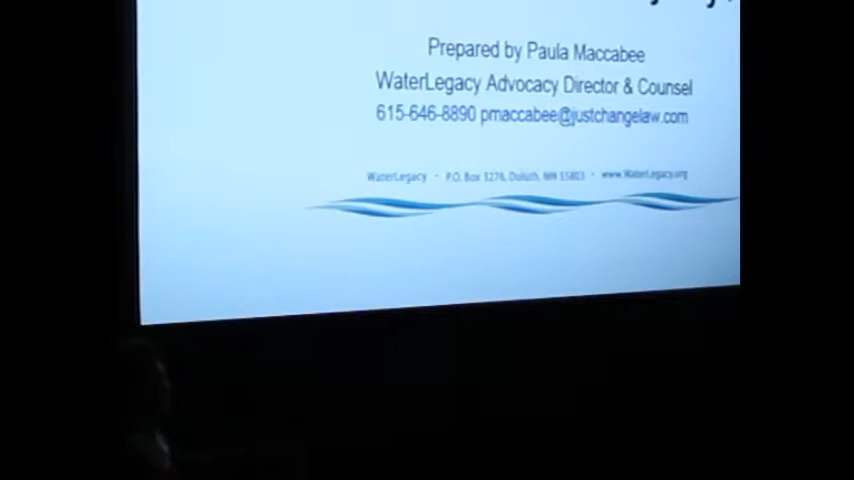 Prepared by Paula Maccabee
WaterLegacy Advocacy Director & Counsel
615-646-8890 pmaccabee@justchangelaw.com
WaterLegacy · P.O. Box 3276, Duluth, MN 55803 · www.WaterLegacy.org